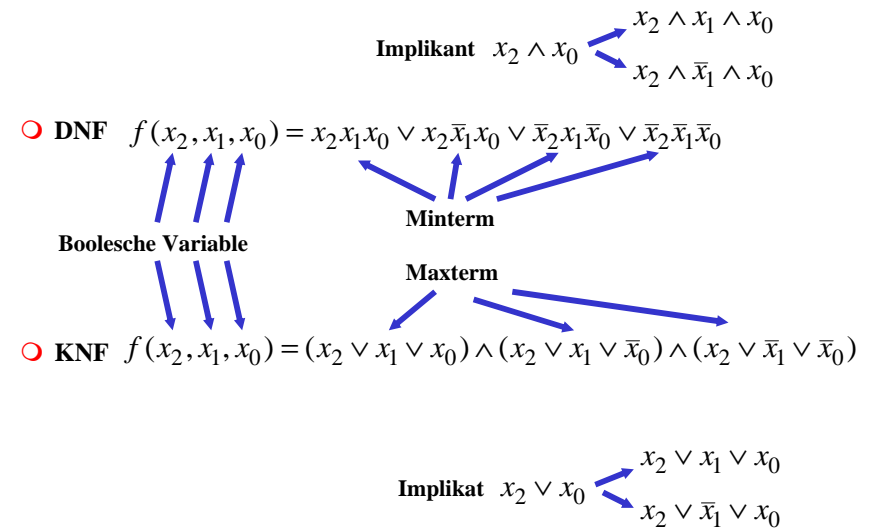 x₂ ∧ x₁ ∧ x₀
Implikant x₂ ∧ x₀
x₂ ∧ x̅₁ ∧ x₀
DNF f(x₂, x₁, x₀) = x₂x₁x₀ ∨ x₂x̅₁x₀ ∨ x̅₂x₁x̅₀ ∨ x̅₂x̅₁x̅₀
Minterm
Boolesche Variable
Maxterm
KNF f(x₂, x₁, x₀) = (x₂ ∨ x₁ ∨ x₀) ∧ (x₂ ∨ x₁ ∨ x̅₀) ∧ (x₂ ∨ x̅₁ ∨ x̅₀)
x₂ ∨ x₁ ∨ x₀
Implikat x₂ ∨ x₀
x₂ ∨ x̅₁ ∨ x₀